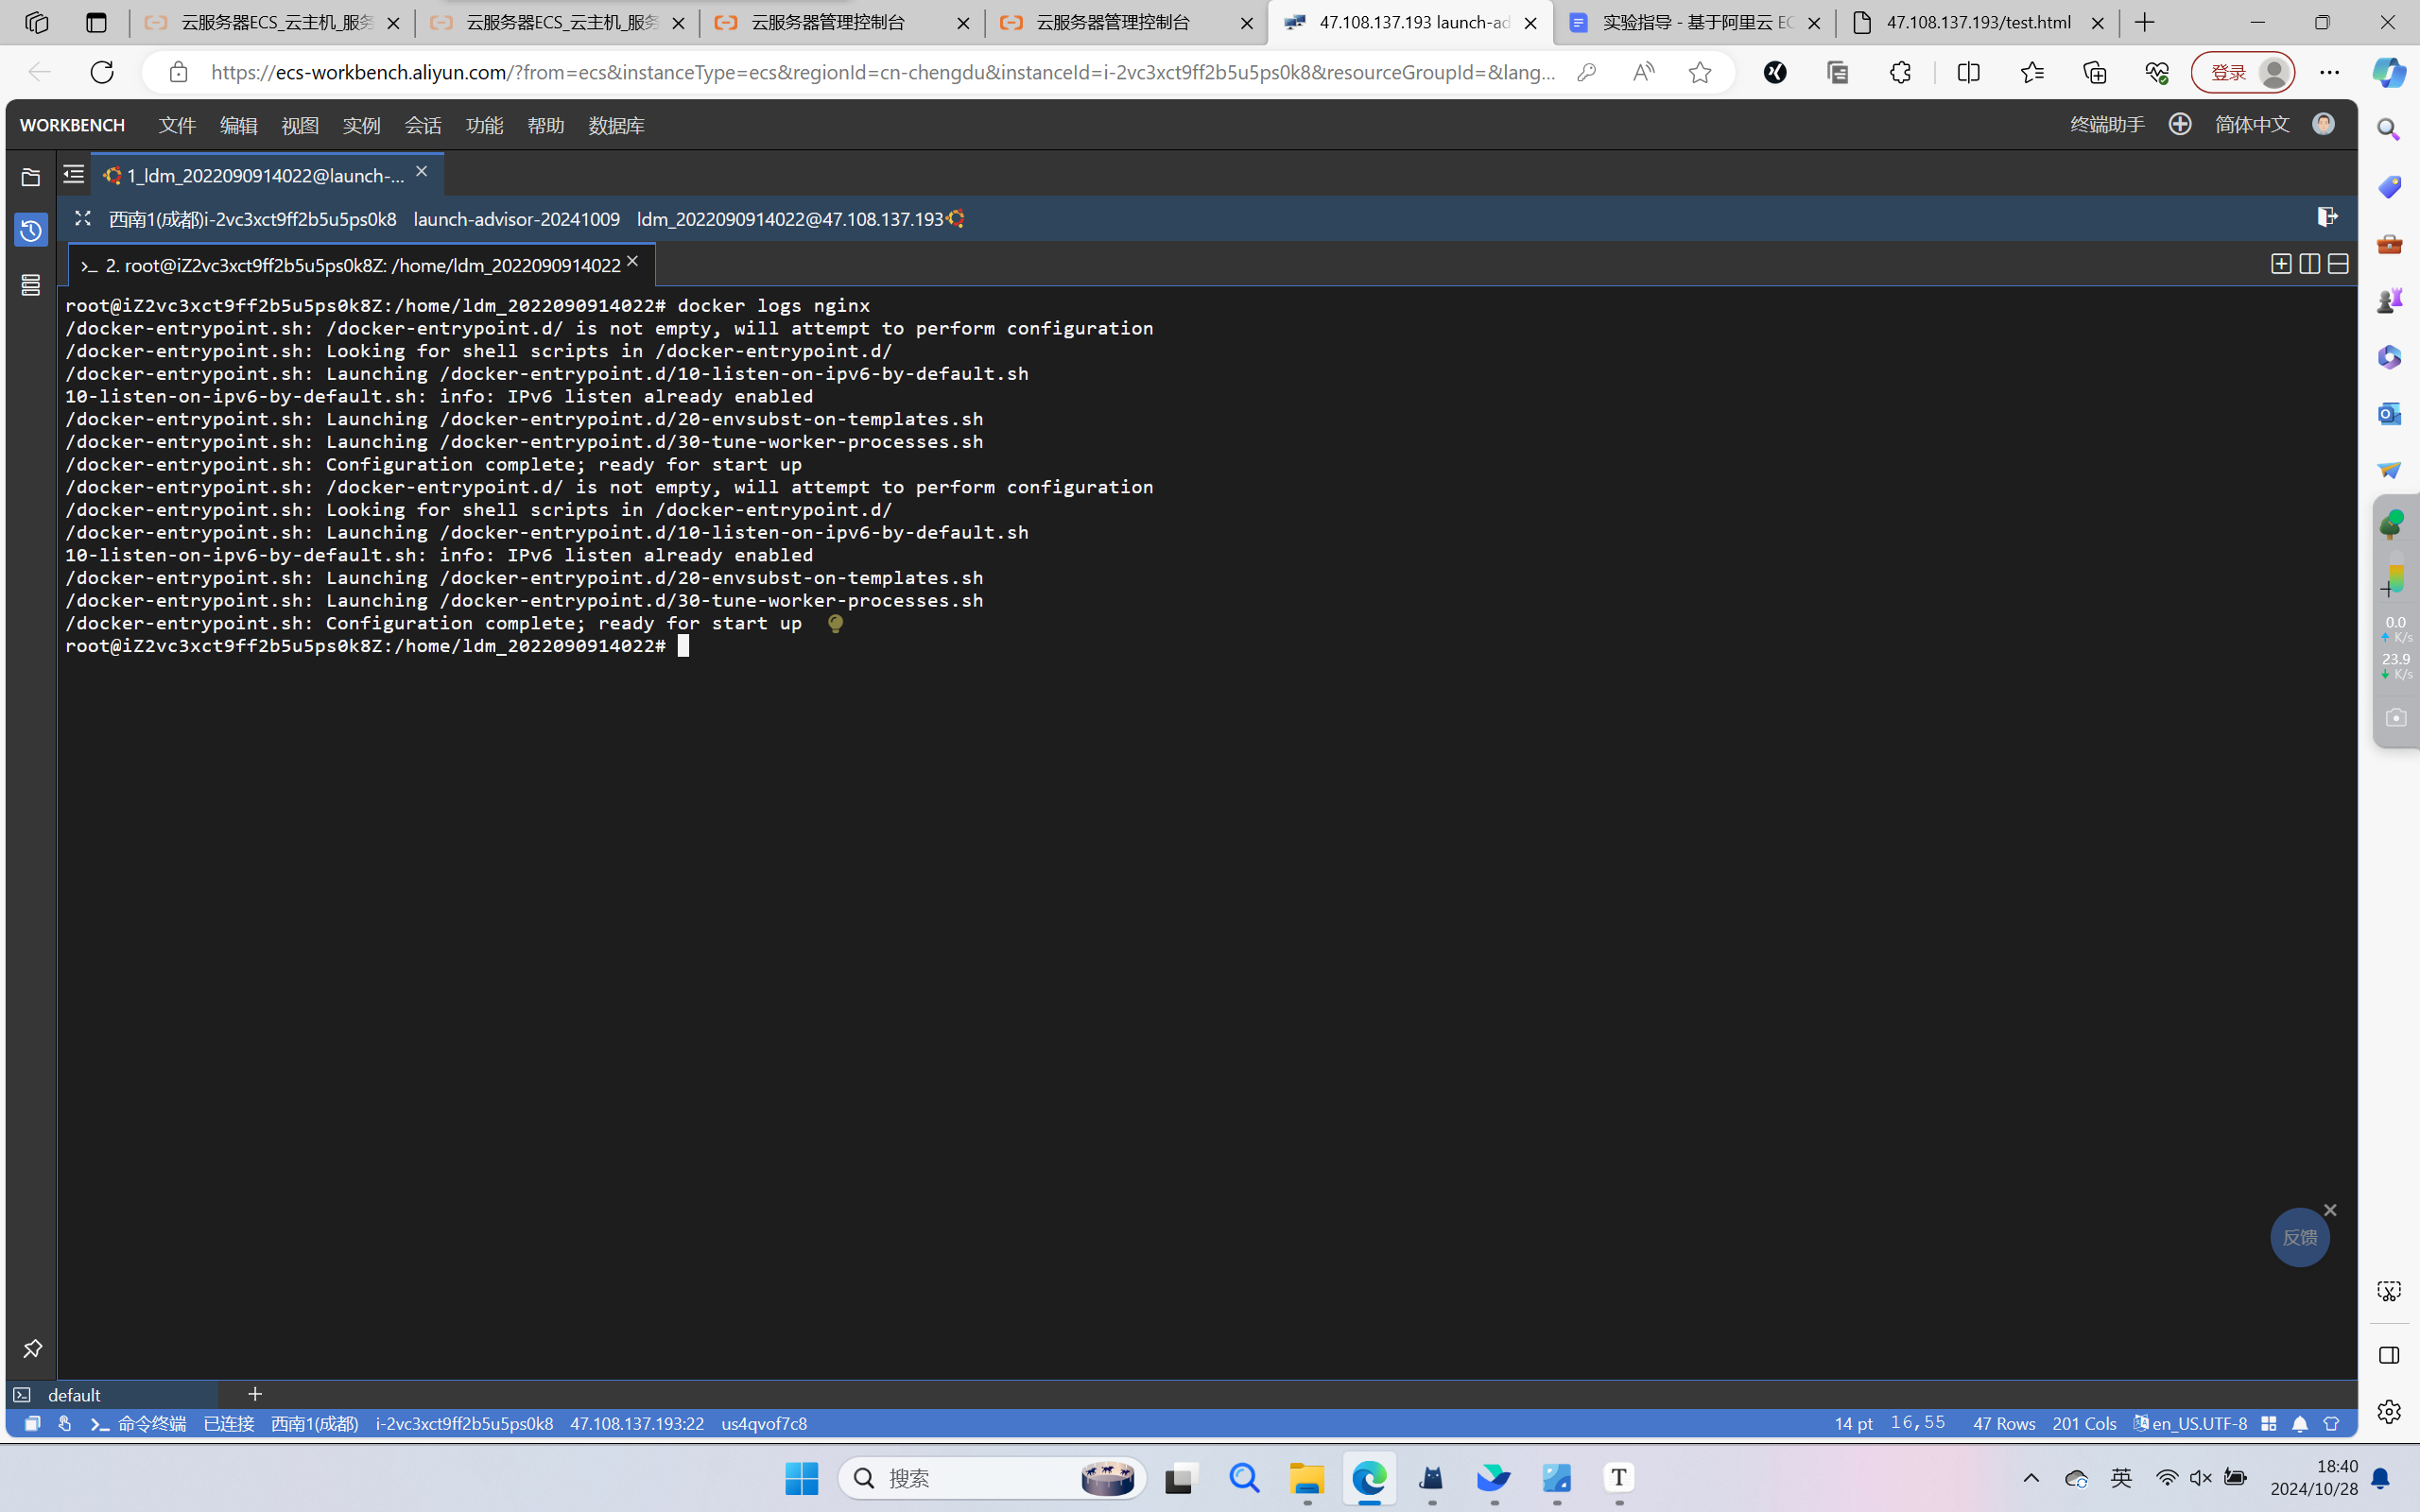 云服务器ECS_云主机_服务
云服务器ECS_云主机_服务
云服务器管理控制台
云服务器管理控制台
47.108.137.193 launch-ad
实验指导 - 基于阿里云 EC
47.108.137.193/test.html
https://ecs-workbench.aliyun.com/?from=ecs&instanceType=ecs&regionId=cn-chengdu&instanceId=i-2vc3xct9ff2b5u5ps0k8&resourceGroupId=&lang...
登录
WORKBENCH 文件 编辑 视图 实例 会话 功能 帮助 数据库
终端助手 简体中文
1_ldm_2022090914022@launch-...
西南1(成都)i-2vc3xct9ff2b5u5ps0k8 launch-advisor-20241009 ldm_2022090914022@47.108.137.193
2. root@iZ2vc3xct9ff2b5u5ps0k8Z: /home/ldm_2022090914022
root@iZ2vc3xct9ff2b5u5ps0k8Z:/home/ldm_2022090914022# docker logs nginx
/docker-entrypoint.sh: /docker-entrypoint.d/ is not empty, will attempt to perform configuration
/docker-entrypoint.sh: Looking for shell scripts in /docker-entrypoint.d/
/docker-entrypoint.sh: Launching /docker-entrypoint.d/10-listen-on-ipv6-by-default.sh
10-listen-on-ipv6-by-default.sh: info: IPv6 listen already enabled
/docker-entrypoint.sh: Launching /docker-entrypoint.d/20-envsubst-on-templates.sh
/docker-entrypoint.sh: Launching /docker-entrypoint.d/30-tune-worker-processes.sh
/docker-entrypoint.sh: Configuration complete; ready for start up
/docker-entrypoint.sh: /docker-entrypoint.d/ is not empty, will attempt to perform configuration
/docker-entrypoint.sh: Looking for shell scripts in /docker-entrypoint.d/
/docker-entrypoint.sh: Launching /docker-entrypoint.d/10-listen-on-ipv6-by-default.sh
10-listen-on-ipv6-by-default.sh: info: IPv6 listen already enabled
/docker-entrypoint.sh: Launching /docker-entrypoint.d/20-envsubst-on-templates.sh
/docker-entrypoint.sh: Launching /docker-entrypoint.d/30-tune-worker-processes.sh
/docker-entrypoint.sh: Configuration complete; ready for start up
root@iZ2vc3xct9ff2b5u5ps0k8Z:/home/ldm_2022090914022#
0.0
K/s
23.9
K/s
反馈
default
命令终端 已连接 西南1(成都) i-2vc3xct9ff2b5u5ps0k8 47.108.137.193:22 us4qvof7c8
14 pt 16,55 47 Rows 201 Cols en_US.UTF-8
搜索
英
18:40
2024/10/28